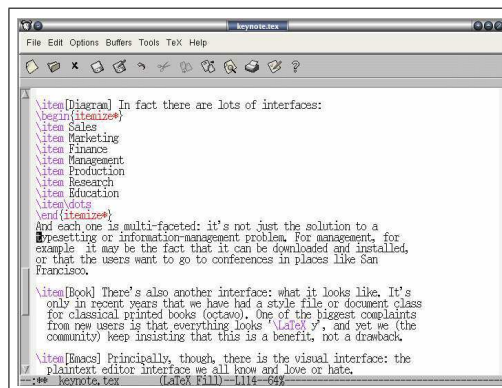 keynote.tex
File Edit Options Buffers Tools TeX Help
\item[Diagram] In fact there are lots of interfaces:
\begin{itemize*}
\item Sales
\item Marketing
\item Finance
\item Management
\item Production
\item Research
\item Education
\item\dots
\end{itemize*}
And each one is multi-faceted: it's not just the solution to a
typesetting or information-management problem. For management, for
example it may be the fact that it can be downloaded and installed,
or that the users want to go to conferences in places like San
Francisco.
\item[Book] There's also another interface: what it looks like. It's
only in recent years that we have had a style file or document class
for classical printed books (octavo). One of the biggest complaints
from new users is that everything looks '\LaTeX y', and yet we (the
community) keep insisting that this is a benefit, not a drawback.
\item[Emacs] Principally, though, there is the visual interface: the
plaintext editor interface we all know and love or hate.
--:** keynote.tex (LaTeX Fill)--L114--64%--